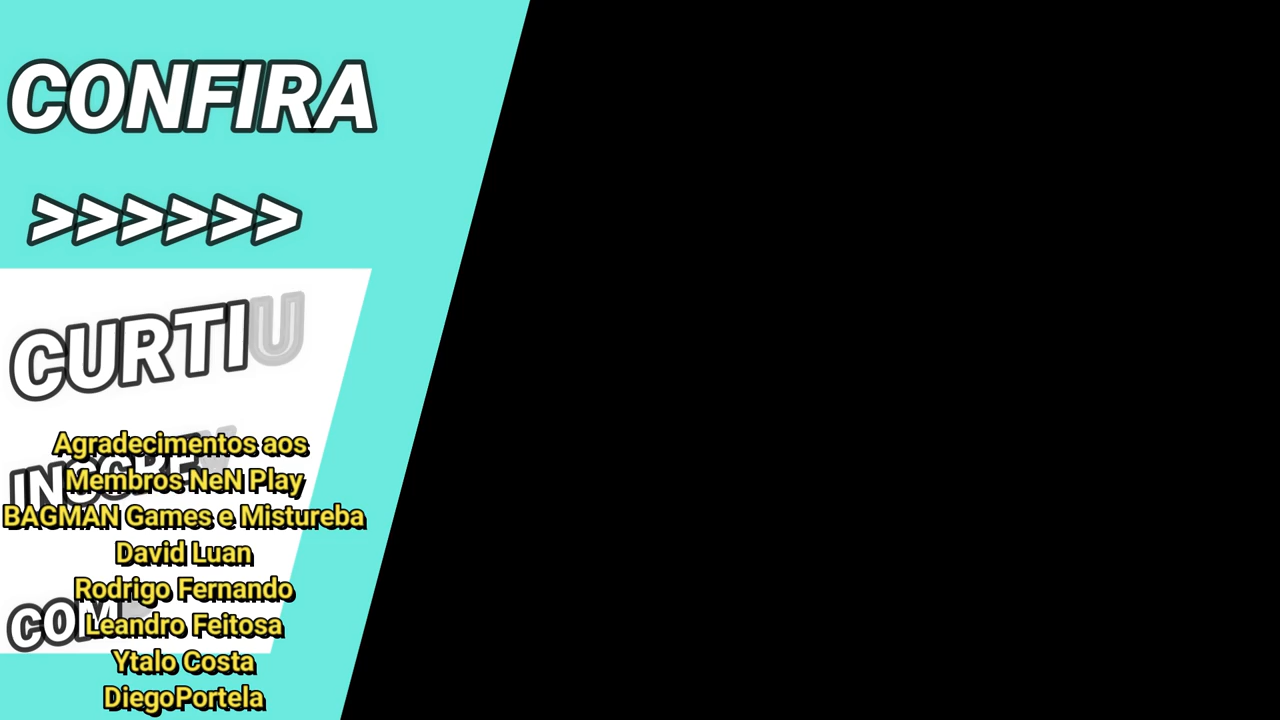 CONFIRA
>>>>>>
CURTIU
Agradecimentos aos
Membros NeN Play
BAGMAN Games e Mistureba
David Luan
Rodrigo Fernando
Leandro Feitosa
Ytalo Costa
DiegoPortela